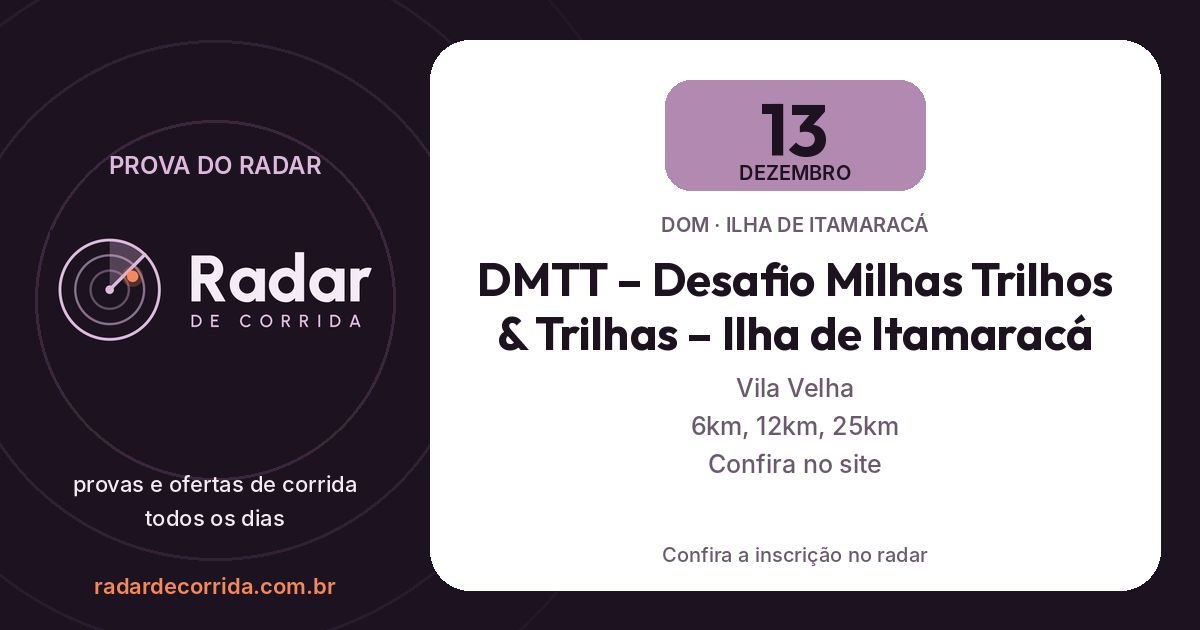 PROVA DO RADAR
Radar
DE CORRIDA
provas e ofertas de corrida
todos os dias
radardecorrida.com.br
13
DEZEMBRO
DOM · ILHA DE ITAMARACÁ
DMTT – Desafio Milhas Trilhos
& Trilhas – Ilha de Itamaracá
Vila Velha
6km, 12km, 25km
Confira no site
Confira a inscrição no radar